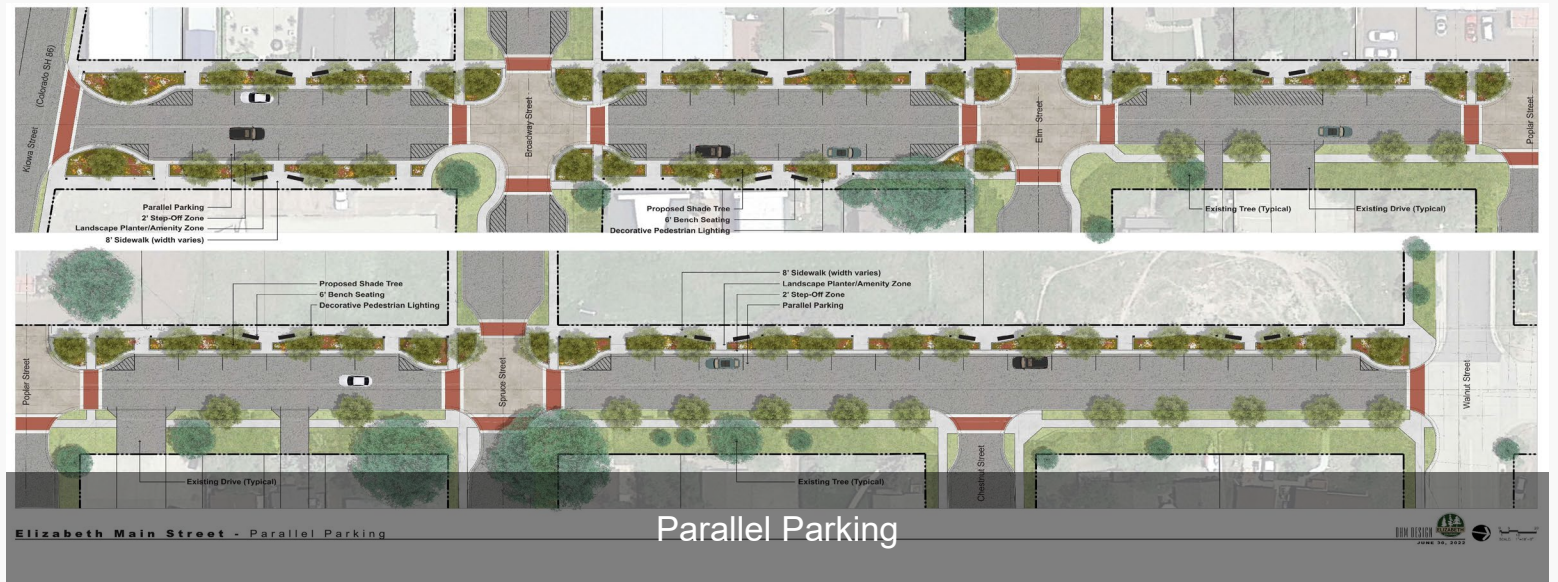 (Colorado SH 86)
Kiowa Street
Broadway Street
Elm Street
Poplar Street
Parallel Parking
2' Step-Off Zone
Landscape Planter/Amenity Zone
8' Sidewalk (width varies)
Proposed Shade Tree
6' Bench Seating
Decorative Pedestrian Lighting
Existing Tree (Typical)
Existing Drive (Typical)
Proposed Shade Tree
6' Bench Seating
Decorative Pedestrian Lighting
8' Sidewalk (width varies)
Landscape Planter/Amenity Zone
2' Step-Off Zone
Parallel Parking
Poplar Street
Spruce Street
Chestnut Street
Walnut Street
Existing Drive (Typical)
Existing Tree (Typical)
Elizabeth Main Street - Parallel Parking
Parallel Parking
DHM DESIGN
ELIZABETH
JUNE 30, 2022